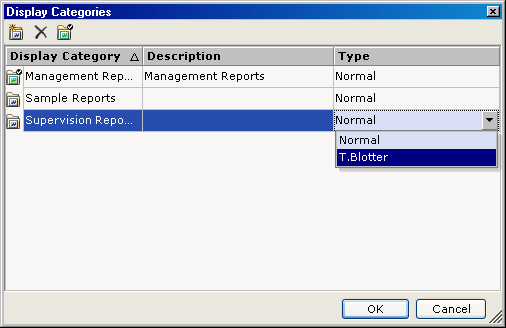 Display Categories
Display Category Description Type
Management Rep... Management Reports Normal
Sample Reports Normal
Supervision Repo... Normal
Normal
T.Blotter
OK Cancel